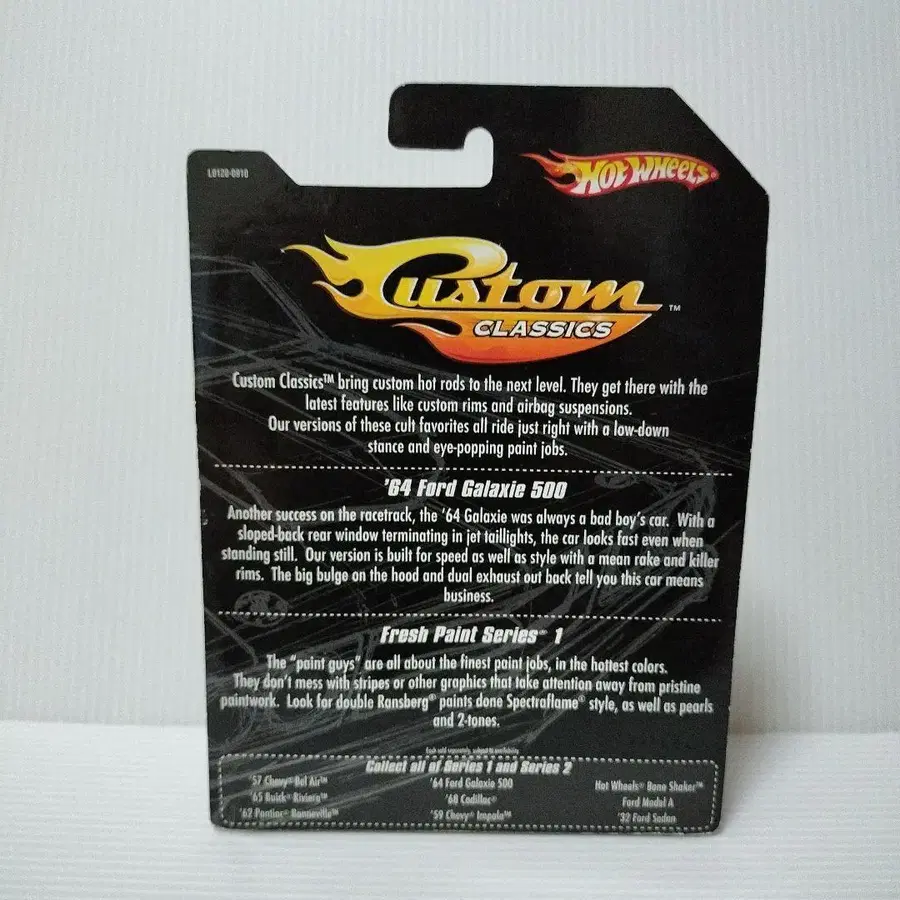 L0120-0910
HOT WHEELS®
Custom™
CLASSICS
Custom Classics™ bring custom hot rods to the next level. They get there with the
latest features like custom rims and airbag suspensions.
Our versions of these cult favorites all ride just right with a low-down
stance and eye-popping paint jobs.
'64 Ford Galaxie 500
Another success on the racetrack, the '64 Galaxie was always a bad boy's car. With a
sloped-back rear window terminating in jet taillights, the car looks fast even when
standing still. Our version is built for speed as well as style with a mean rake and killer
rims. The big bulge on the hood and dual exhaust out back tell you this car means
business.
Fresh Paint Series® 1
The "paint guys" are all about the finest paint jobs, in the hottest colors.
They don't mess with stripes or other graphics that take attention away from pristine
paintwork. Look for double Ransberg® paints done Spectraflame® style, as well as pearls
and 2-tones.
Each sold separately, subject to availability.
Collect all of Series 1 and Series 2
'57 Chevy® Bel Air™ '64 Ford Galaxie 500 Hot Wheels® Bone Shaker™
'65 Buick® Riviera™ '68 Cadillac® Ford Model A
'62 Pontiac® Bonneville™ '59 Chevy® Impala™ '32 Ford Sedan